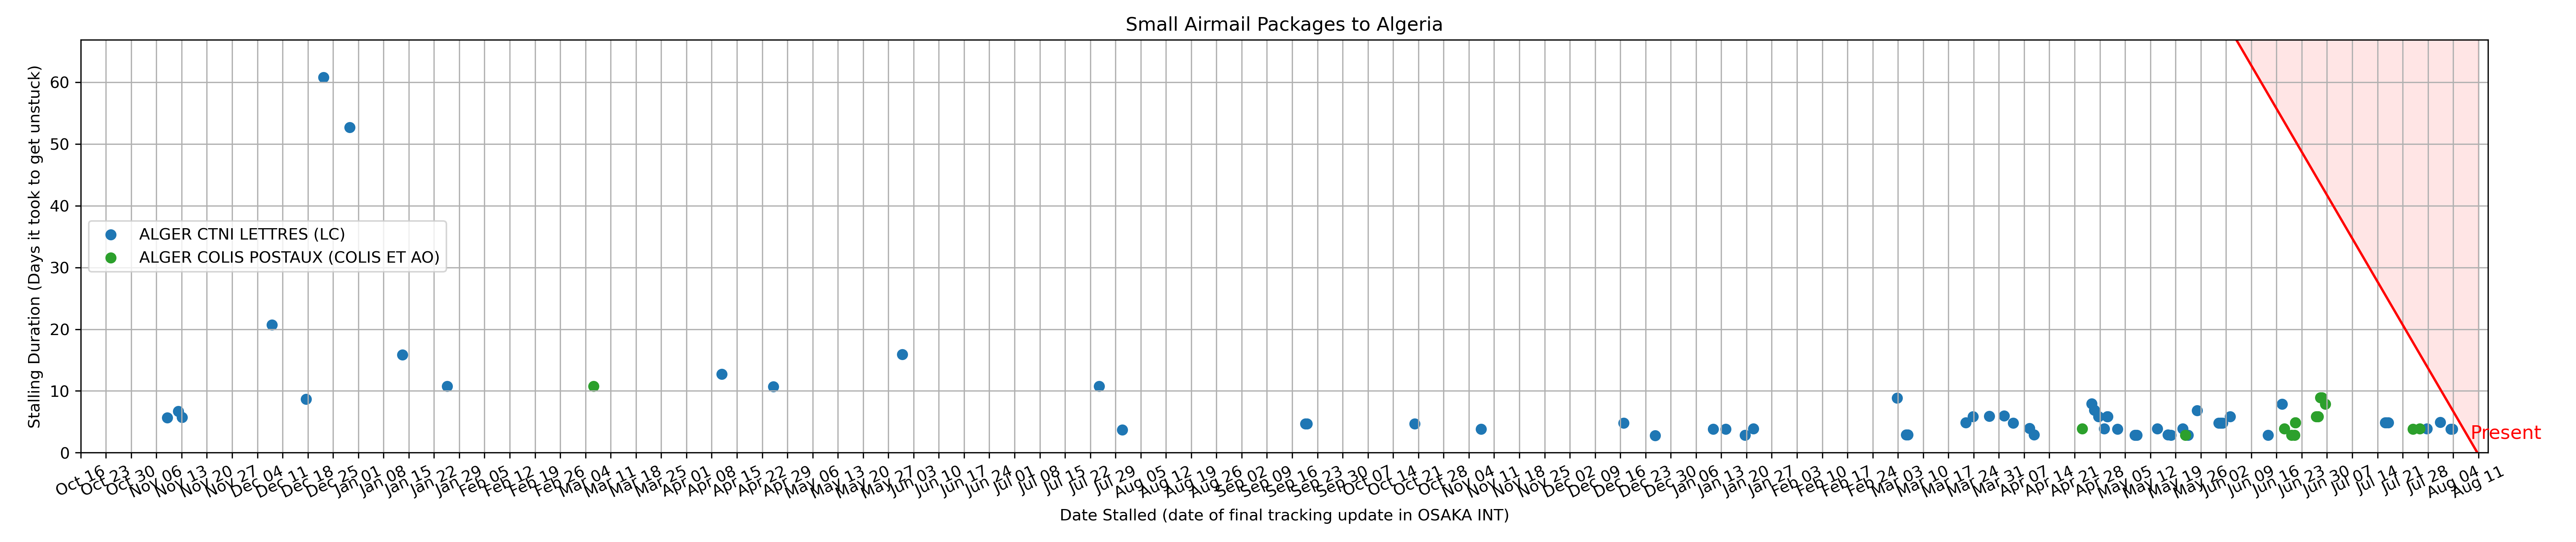 Small Airmail Packages to Algeria
Stalling Duration (Days it took to get unstuck)
60
50
40
30
20
10
0
ALGER CTNI LETTRES (LC)
ALGER COLIS POSTAUX (COLIS ET AO)
Present
Oct 16
Oct 23
Oct 30
Nov 06
Nov 13
Nov 20
Nov 27
Dec 04
Dec 11
Dec 18
Dec 25
Jan 01
Jan 08
Jan 15
Jan 22
Jan 29
Feb 05
Feb 12
Feb 19
Feb 26
Mar 04
Mar 11
Mar 18
Mar 25
Apr 01
Apr 08
Apr 15
Apr 22
Apr 29
May 06
May 13
May 20
May 27
Jun 03
Jun 10
Jun 17
Jun 24
Jul 01
Jul 08
Jul 15
Jul 22
Jul 29
Aug 05
Aug 12
Aug 19
Aug 26
Sep 02
Sep 09
Sep 16
Sep 23
Sep 30
Oct 07
Oct 14
Oct 21
Oct 28
Nov 04
Nov 11
Nov 18
Nov 25
Dec 02
Dec 09
Dec 16
Dec 23
Dec 30
Jan 06
Jan 13
Jan 20
Jan 27
Feb 03
Feb 10
Feb 17
Feb 24
Mar 03
Mar 10
Mar 17
Mar 24
Mar 31
Apr 07
Apr 14
Apr 21
Apr 28
May 05
May 12
May 19
May 26
Jun 02
Jun 09
Jun 16
Jun 23
Jun 30
Jul 07
Jul 14
Jul 21
Jul 28
Aug 04
Aug 11
Date Stalled (date of final tracking update in OSAKA INT)